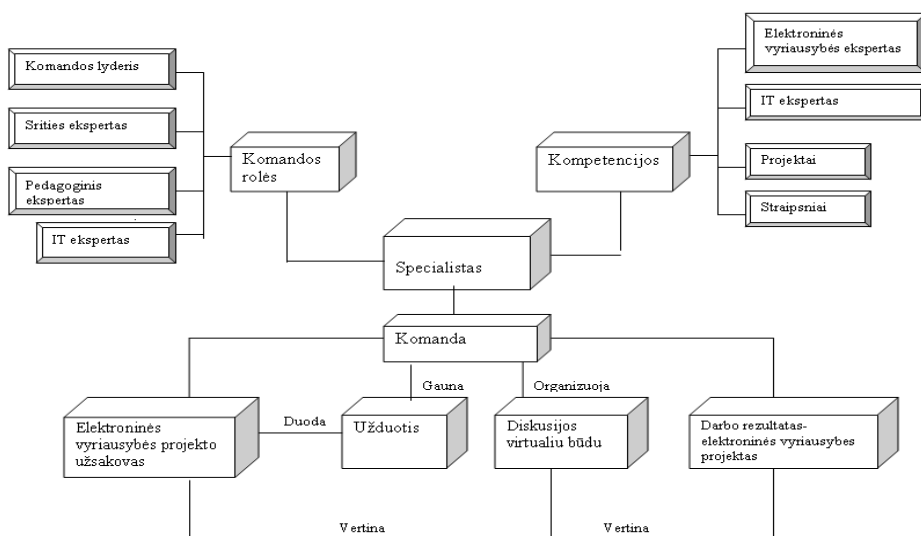 Komandos lyderis
Srities ekspertas
Pedagoginis
ekspertas
IT ekspertas
Komandos
rolės
Elektroninės
vyriausybės ekspertas
IT ekspertas
Projektai
Straipsniai
Kompetencijos
Specialistas
Komanda
Gauna
Organizuoja
Elektroninės
vyriausybės projekto
užsakovas
Duoda
Užduotis
Diskusijos
virtualiu būdu
Darbo rezultatas-
elektroninės vyriausybes
projektas
Vertina
Vertina